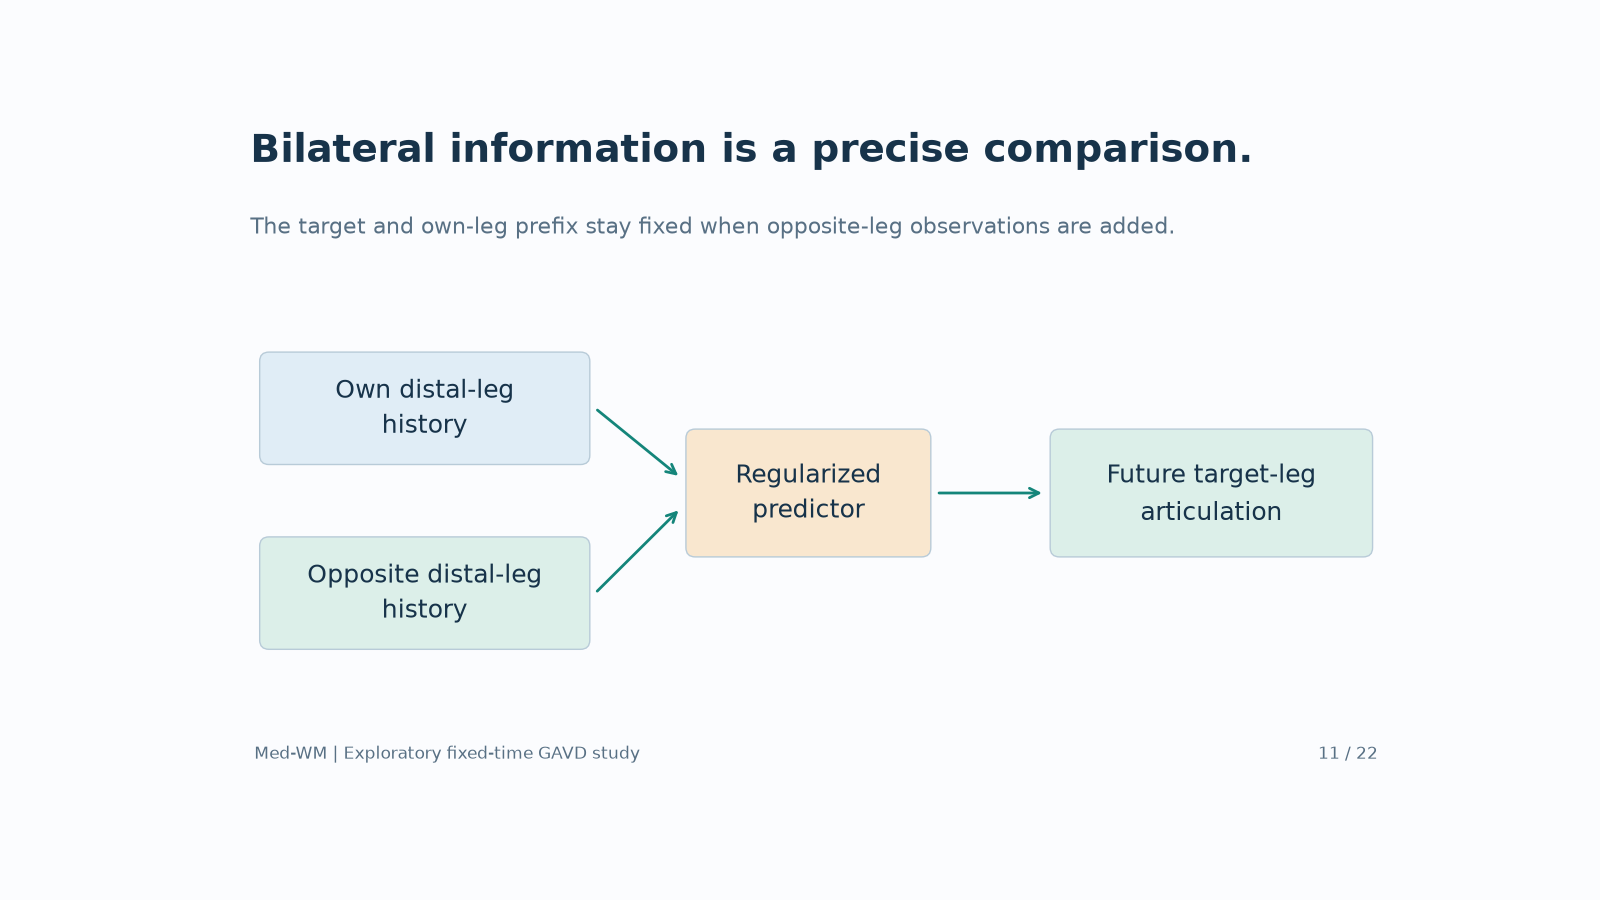 Bilateral information is a precise comparison.
The target and own-leg prefix stay fixed when opposite-leg observations are added.
Own distal-leg
history
Opposite distal-leg
history
Regularized
predictor
Future target-leg
articulation
Med-WM | Exploratory fixed-time GAVD study
11 / 22